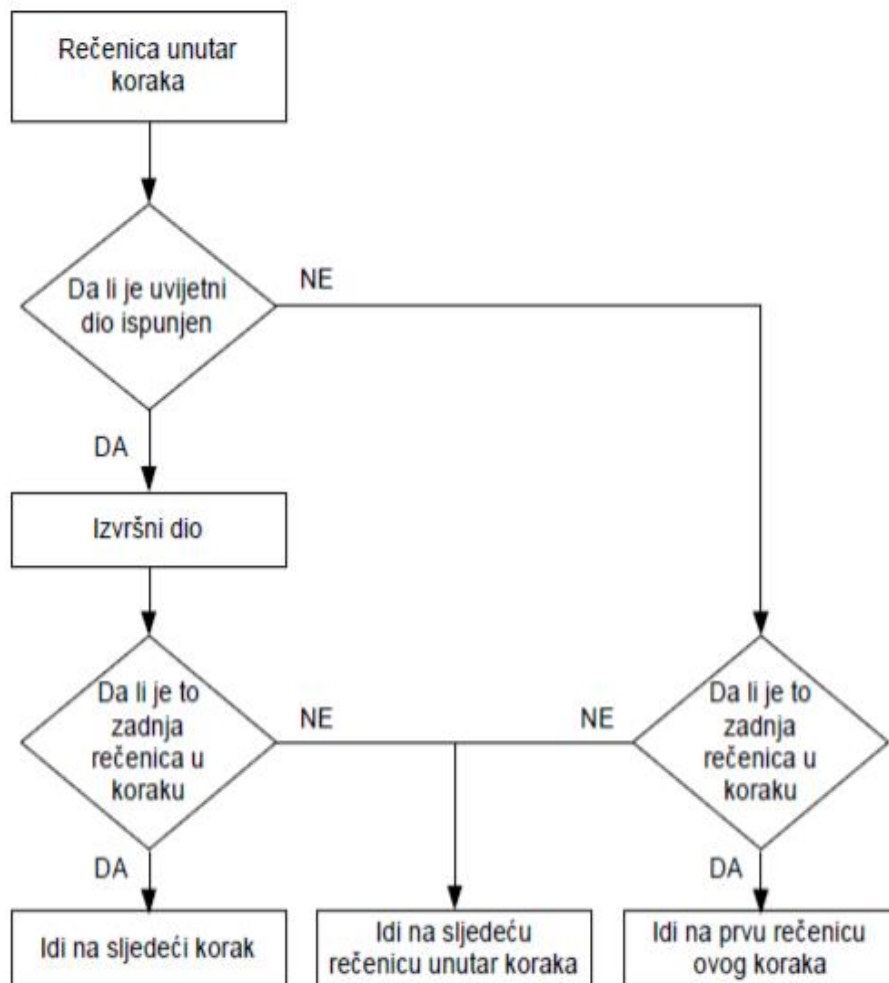 Rečenica unutar
koraka
Da li je uvijetni
dio ispunjen
NE
DA
Izvršni dio
Da li je to
zadnja
rečenica u
koraku
NE
NE
Da li je to
zadnja
rečenica u
koraku
DA
DA
Idi na sljedeći korak
Idi na sljedeću
rečenicu unutar koraka
Idi na prvu rečenicu
ovog koraka